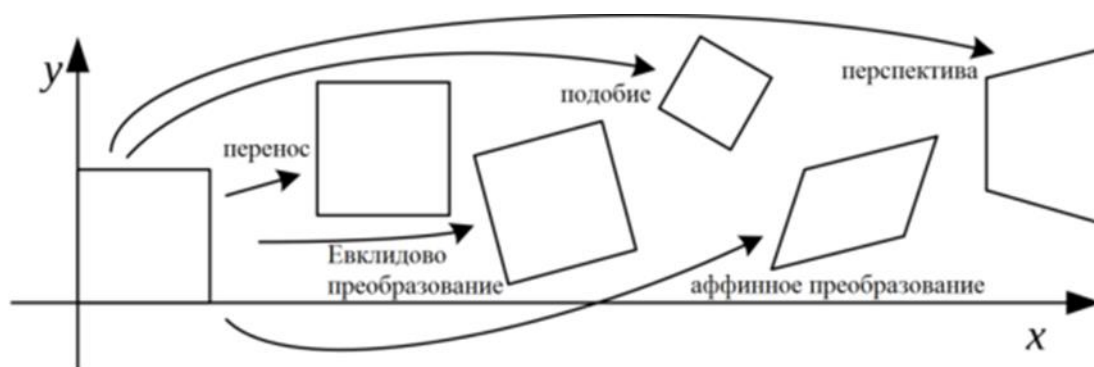 y
перспектива
подобие
перенос
Евклидово
преобразование
аффинное преобразование
x